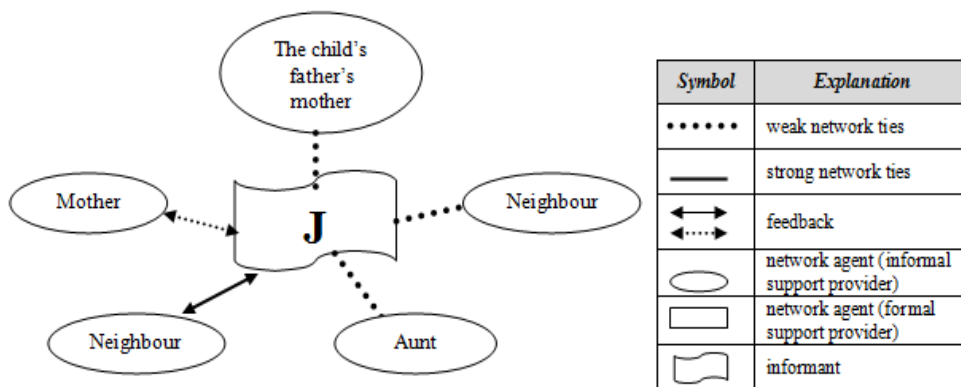 The child's
father's
mother
Mother
J
Neighbour
Neighbour
Aunt
Symbol Explanation
weak network ties
strong network ties
feedback
network agent (informal
support provider)
network agent (formal
support provider)
informant